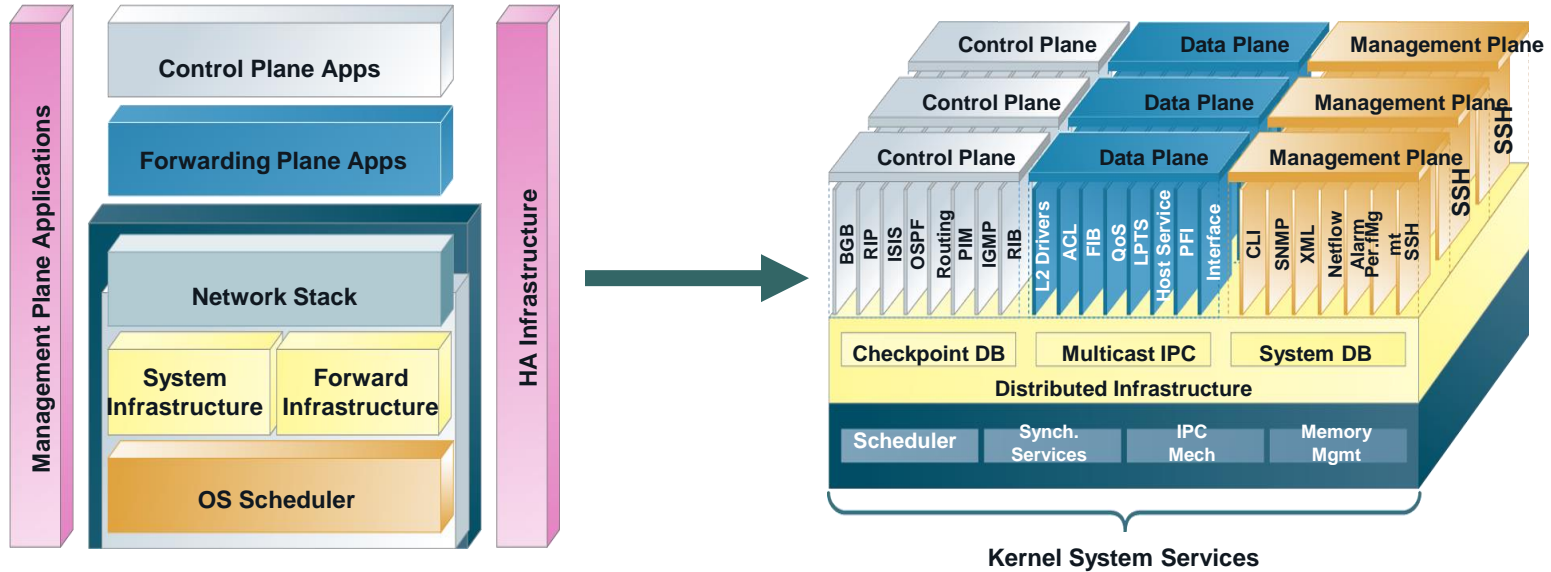 Management Plane Applications
Control Plane Apps
Forwarding Plane Apps
Network Stack
System
Infrastructure
Forward
Infrastructure
OS Scheduler
HA Infrastructure
Control Plane
Data Plane
Management Plane
Control Plane
Data Plane
Management Plane
Control Plane
Data Plane
Management Plane
SSH
SSH
BGB
RIP
ISIS
OSPF
Routing
PIM
IGMP
RIB
L2 Drivers
ACL
FIB
QoS
LPTS
Host Service
PFI
Interface
CLI
SNMP
XML
Netflow
Alarm
Per.fMg
mt
SSH
Checkpoint DB
Multicast IPC
System DB
Distributed Infrastructure
Scheduler
Synch.
Services
IPC
Mech
Memory
Mgmt
Kernel System Services